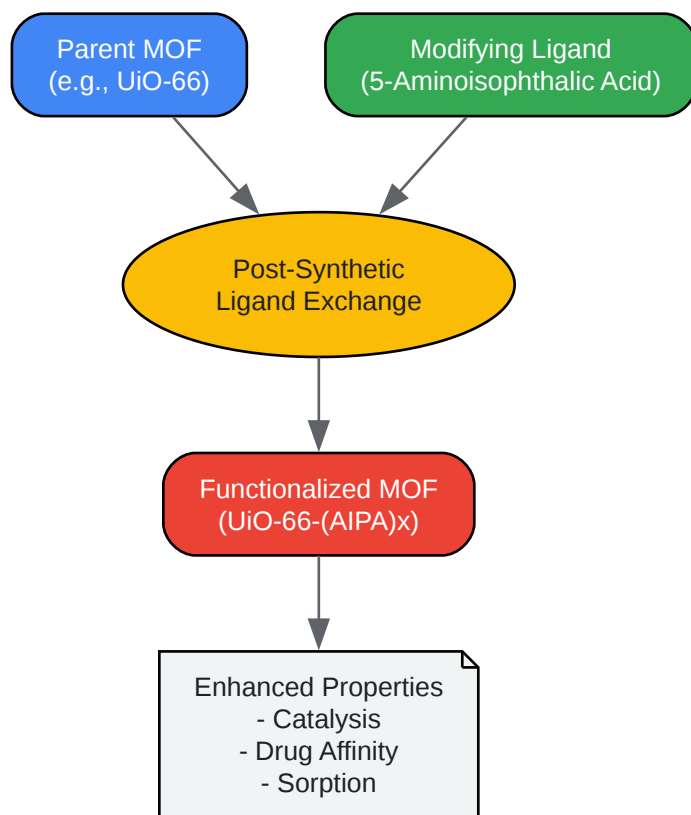 Parent MOF
(e.g., UiO-66)
Modifying Ligand
(5-Aminoisophthalic Acid)
Post-Synthetic
Ligand Exchange
Functionalized MOF
(UiO-66-(AIPA)x)
Enhanced Properties
- Catalysis
- Drug Affinity
- Sorption